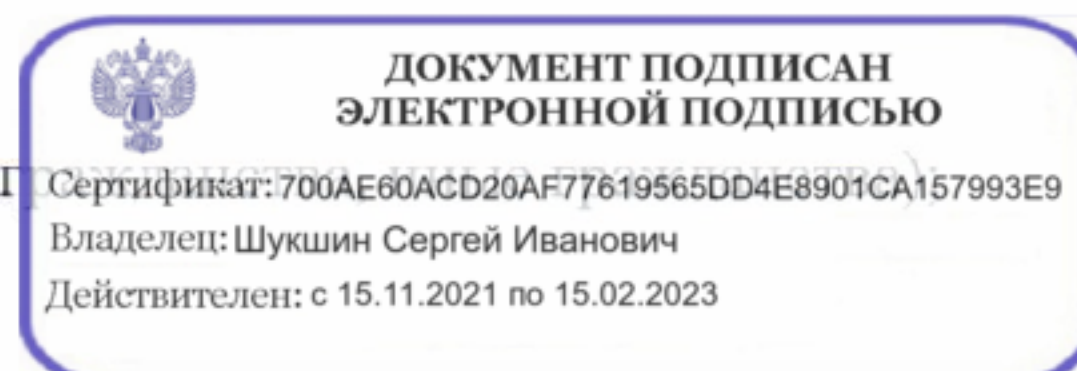 ДОКУМЕНТ ПОДПИСАН
ЭЛЕКТРОННОЙ ПОДПИСЬЮ
Сертификат: 700AE60ACD20AF77619565DD4E8901CA157993E9
Владелец: Шукшин Сергей Иванович
Действителен: с 15.11.2021 по 15.02.2023